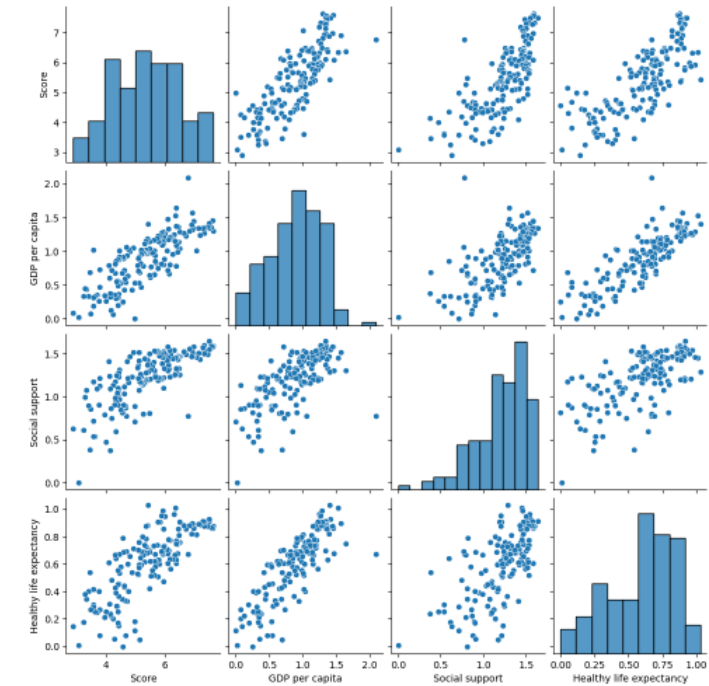 Score
7
6
5
4
3
GDP per capita
2.0
1.5
1.0
0.5
0.0
Social support
1.5
1.0
0.5
0.0
Healthy life expectancy
1.0
0.8
0.6
0.4
0.2
0.0
4 6
0.0 0.5 1.0 1.5 2.0
0.0 0.5 1.0 1.5
0.00 0.25 0.50 0.75 1.00
Score
GDP per capita
Social support
Healthy life expectancy